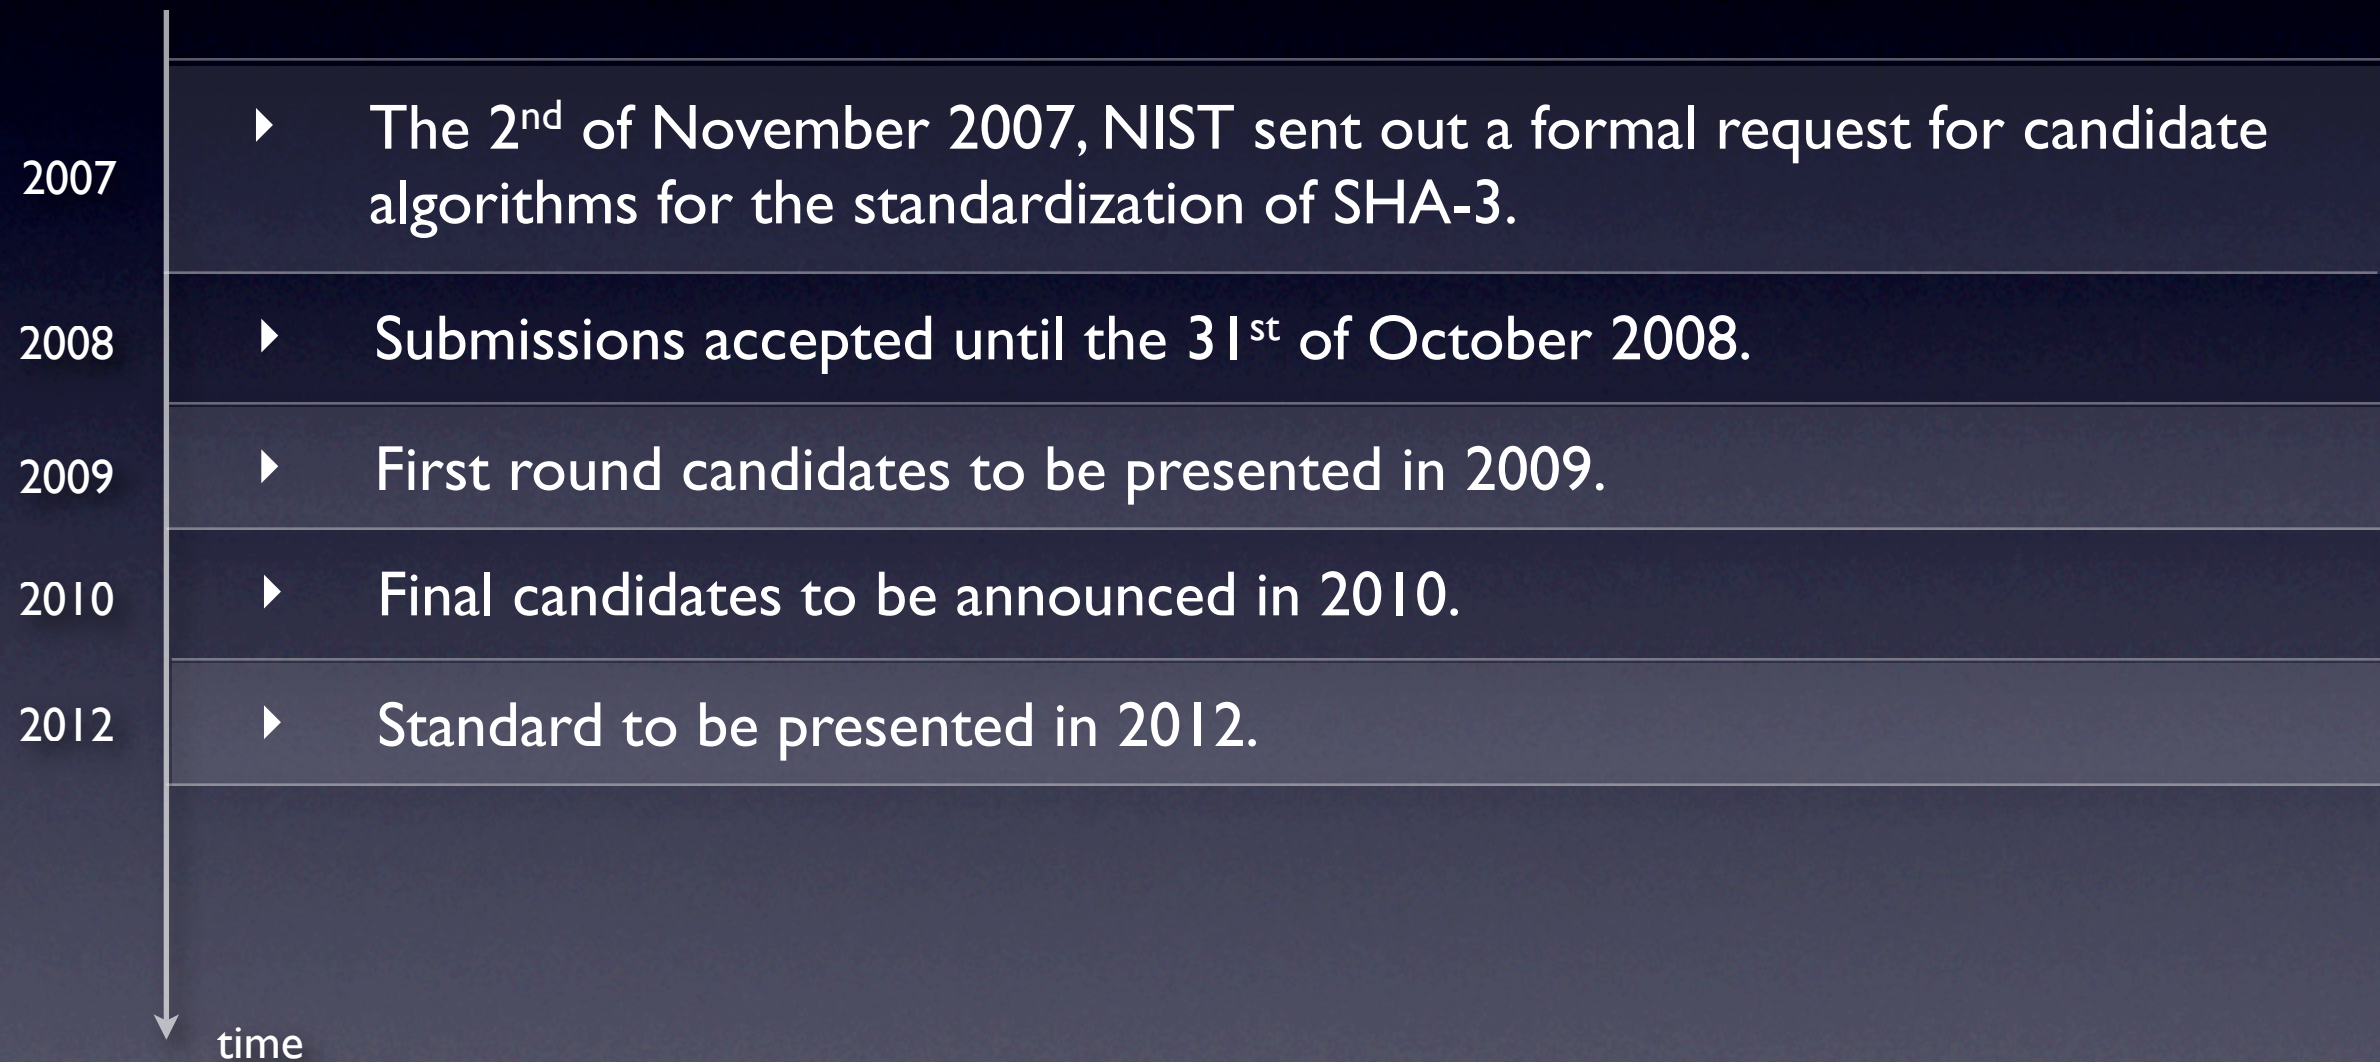 2007
‣ The 2nd of November 2007, NIST sent out a formal request for candidate
algorithms for the standardization of SHA-3.
2008
‣ Submissions accepted until the 31st of October 2008.
2009
‣ First round candidates to be presented in 2009.
2010
‣ Final candidates to be announced in 2010.
2012
‣ Standard to be presented in 2012.
time